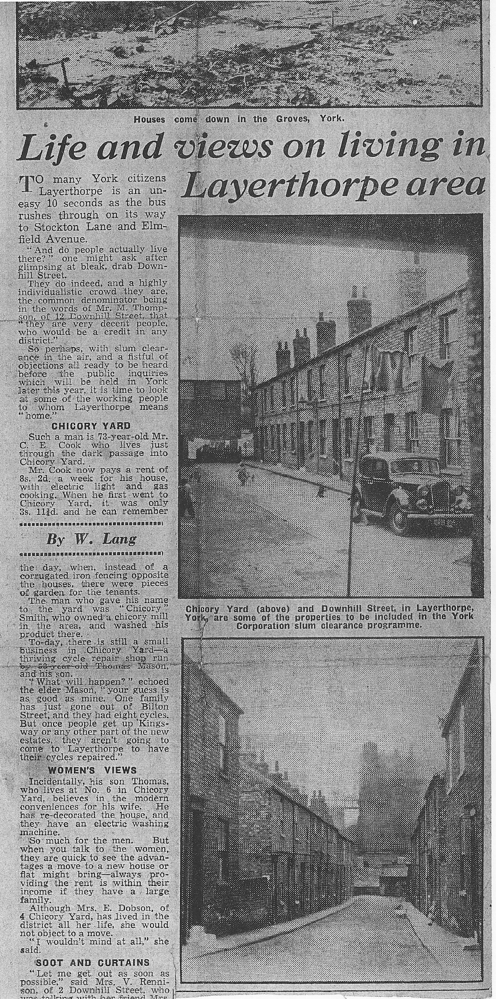 Houses come down in the Groves, York.
Life and views on living in
Layerthorpe area
TO many York citizens
Layerthorpe is an un-
easy 10 seconds as the bus
rushes through on its way
to Stockton Lane and Elm-
field Avenue.
"And do people actually live
there?" one might ask after
glimpsing at bleak, drab Down-
hill Street.
They do indeed, and a highly
individualistic crowd they are,
the common denominator being
in the words of Mr. M. Thomp-
son, of 12 Downhill Street, that
"they are very decent people,
who would be a credit in any
district."
So perhaps, with slum clear-
ance in the air, and a fistful of
objections all ready to be heard
before the public inquiries
which will be held in York
later this year, it is time to look
at some of the working people
to whom Layerthorpe means
"home."
CHICORY YARD
Such a man is 73-year-old Mr.
C. E. Cook who lives just
through the dark passage into
Chicory Yard.
Mr. Cook now pays a rent of
8s. 2d. a week for his house,
with electric light and gas
cooking. When he first went to
Chicory Yard, it was only
3s. 11¾d. and he can remember
By W. Lang
the day, when, instead of a
corrugated iron fencing opposite
the houses, there were pieces
of garden for the tenants.
The man who gave his name
to the yard was "Chicory"
Smith, who owned a chicory mill
in the area, and washed his
product there.
To-day, there is still a small
business in Chicory Yard—a
thriving cycle repair shop run
by 58-year-old Thomas Mason,
and his son.
"What will happen?" echoed
the elder Mason, "your guess is
as good as mine. One family
has just gone out of Bilton
Street, and they had eight cycles.
But once people get up Kings-
way or any other part of the new
estates, they aren't going to
come to Layerthorpe to have
their cycles repaired."
WOMEN'S VIEWS
Incidentally, his son Thomas,
who lives at No. 6 in Chicory
Yard, believes in the modern
conveniences for his wife. He
has re-decorated the house, and
they have an electric washing
machine.
So much for the men. But
when you talk to the women,
they are quick to see the advan-
tages a move to a new house or
flat might bring—always pro-
viding the rent is within their
income if they have a large
family.
Although Mrs. E. Dobson, of
4 Chicory Yard, has lived in the
district all her life, she would
not object to a move.
"I wouldn't mind at all," she
said.
SOOT AND CURTAINS
"Let me get out as soon as
possible," said Mrs. V. Renni-
son, of 2 Downhill Street, who
was talking with her friend Mrs.
Chicory Yard (above) and Downhill Street, in Layerthorpe,
York, are some of the properties to be included in the York
Corporation slum clearance programme.